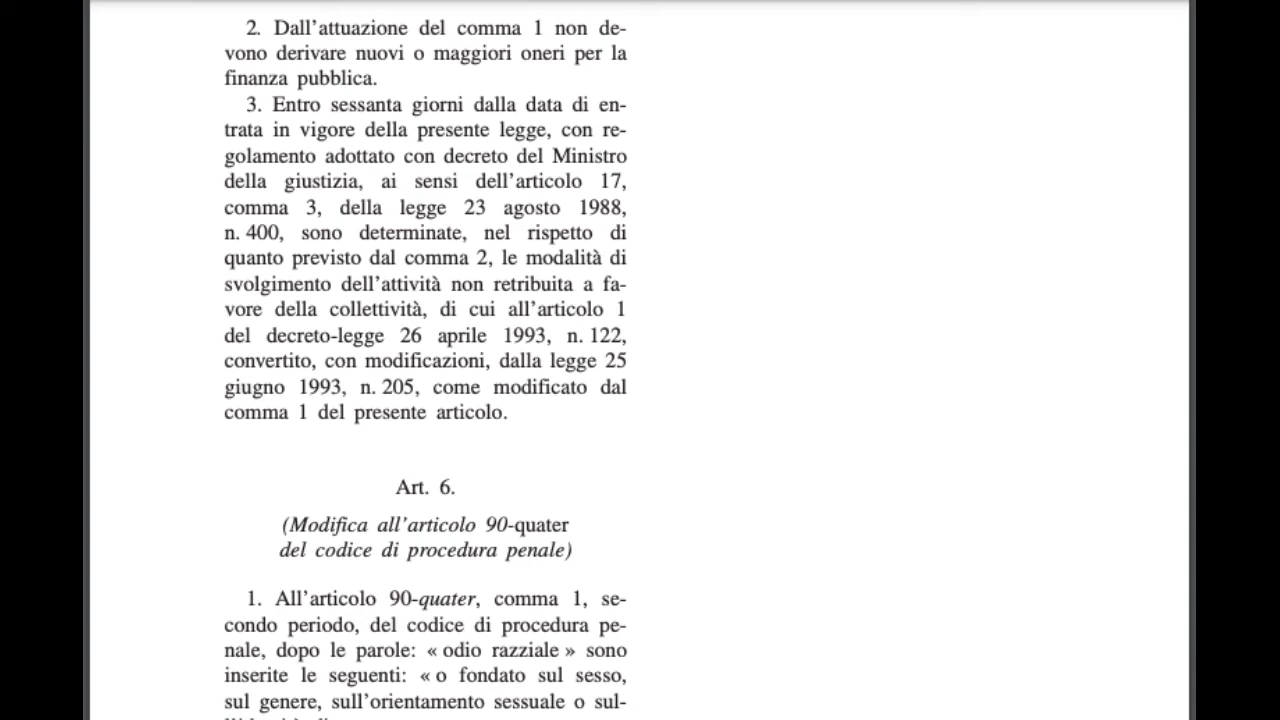 2. Dall'attuazione del comma 1 non de-
vono derivare nuovi o maggiori oneri per la
finanza pubblica.
3. Entro sessanta giorni dalla data di en-
trata in vigore della presente legge, con re-
golamento adottato con decreto del Ministro
della giustizia, ai sensi dell'articolo 17,
comma 3, della legge 23 agosto 1988,
n. 400, sono determinate, nel rispetto di
quanto previsto dal comma 2, le modalità di
svolgimento dell'attività non retribuita a fa-
vore della collettività, di cui all'articolo 1
del decreto-legge 26 aprile 1993, n. 122,
convertito, con modificazioni, dalla legge 25
giugno 1993, n. 205, come modificato dal
comma 1 del presente articolo.
Art. 6.
(Modifica all'articolo 90-quater
del codice di procedura penale)
1. All'articolo 90-quater, comma 1, se-
condo periodo, del codice di procedura pe-
nale, dopo le parole: « odio razziale » sono
inserite le seguenti: « o fondato sul sesso,
sul genere, sull'orientamento sessuale o sul-